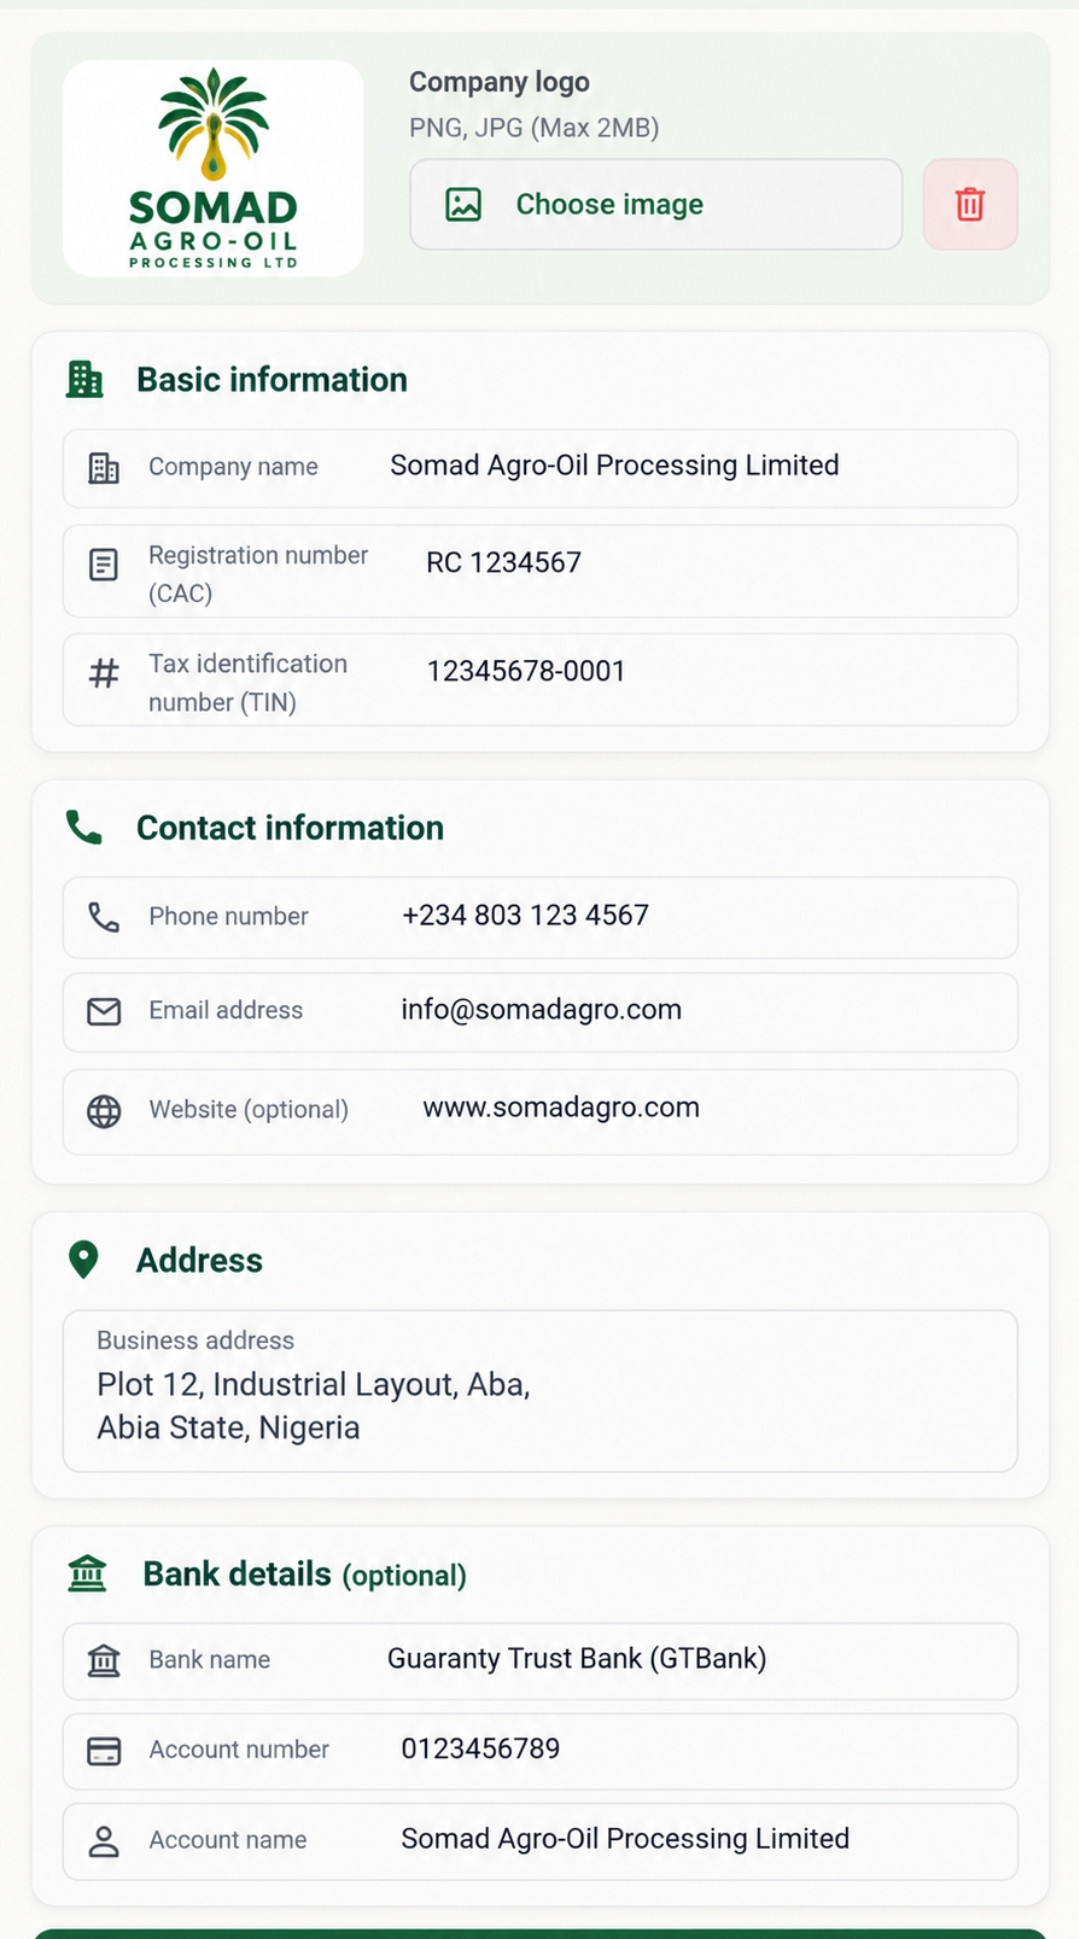 SOMAD
AGRO-OIL
PROCESSING LTD
Company logo
PNG, JPG (Max 2MB)
Choose image
Basic information
Company name Somad Agro-Oil Processing Limited
Registration number RC 1234567
(CAC)
Tax identification 12345678-0001
number (TIN)
Contact information
Phone number +234 803 123 4567
Email address info@somadagro.com
Website (optional) www.somadagro.com
Address
Business address
Plot 12, Industrial Layout, Aba,
Abia State, Nigeria
Bank details (optional)
Bank name Guaranty Trust Bank (GTBank)
Account number 0123456789
Account name Somad Agro-Oil Processing Limited